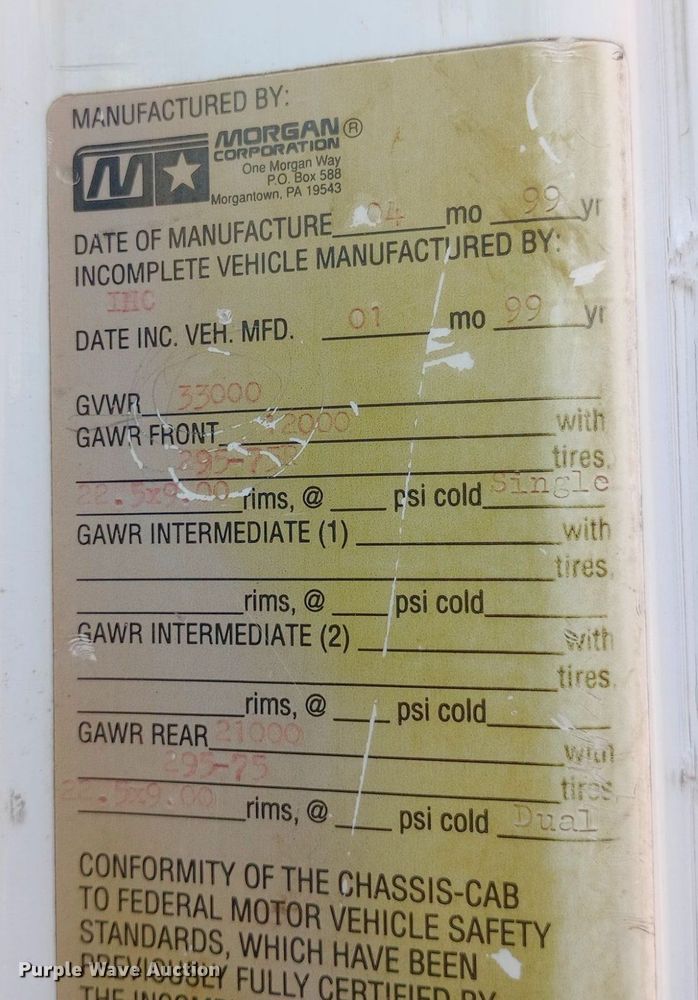 MANUFACTURED BY:
MORGAN®
CORPORATION
One Morgan Way
P.O. Box 588
Morgantown, PA 19543
DATE OF MANUFACTURE 04 mo 99 yr
INCOMPLETE VEHICLE MANUFACTURED BY:
IHC
DATE INC. VEH. MFD. 01 mo 99 yr
GVWR 33000
GAWR FRONT 12000 with
295-75R tires,
22.5x9.00 rims, @ psi cold Single
GAWR INTERMEDIATE (1) with
tires,
rims, @ psi cold
GAWR INTERMEDIATE (2) with
tires,
rims, @ psi cold
GAWR REAR 21000 with
295-75 tires,
22.5x9.00 rims, @ psi cold Dual
CONFORMITY OF THE CHASSIS-CAB
TO FEDERAL MOTOR VEHICLE SAFETY
STANDARDS, WHICH HAVE BEEN
PREVIOUSLY FULLY CERTIFIED BY
Purple Wave Auction
THE INCOM